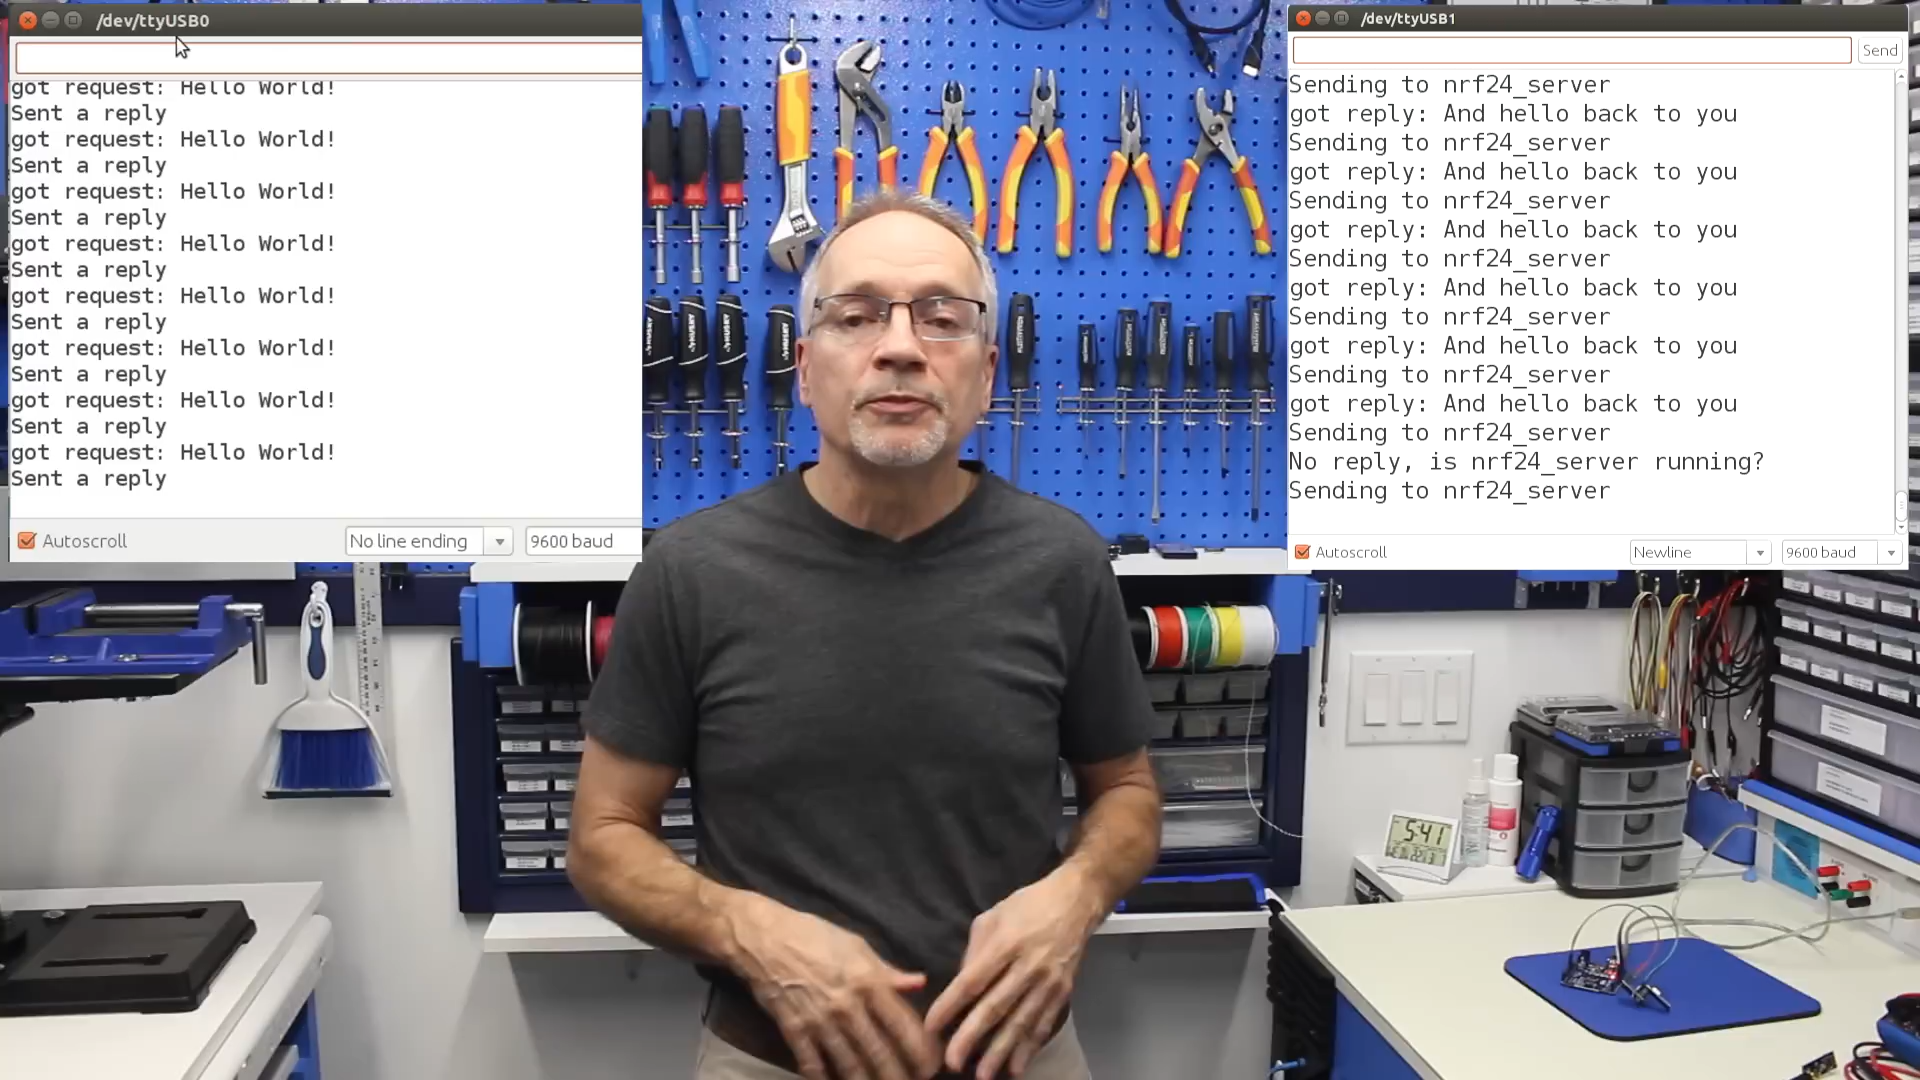 /dev/ttyUSB0
got request: Hello World!
Sent a reply
got request: Hello World!
Sent a reply
got request: Hello World!
Sent a reply
got request: Hello World!
Sent a reply
got request: Hello World!
Sent a reply
got request: Hello World!
Sent a reply
got request: Hello World!
Sent a reply
got request: Hello World!
Sent a reply
Autoscroll
No line ending
9600 baud
/dev/ttyUSB1
Send
Sending to nrf24_server
got reply: And hello back to you
Sending to nrf24_server
got reply: And hello back to you
Sending to nrf24_server
got reply: And hello back to you
Sending to nrf24_server
got reply: And hello back to you
Sending to nrf24_server
got reply: And hello back to you
Sending to nrf24_server
got reply: And hello back to you
Sending to nrf24_server
No reply, is nrf24_server running?
Sending to nrf24_server
Autoscroll
Newline
9600 baud
HUSKY
HUSKY
HUSKY
5:41